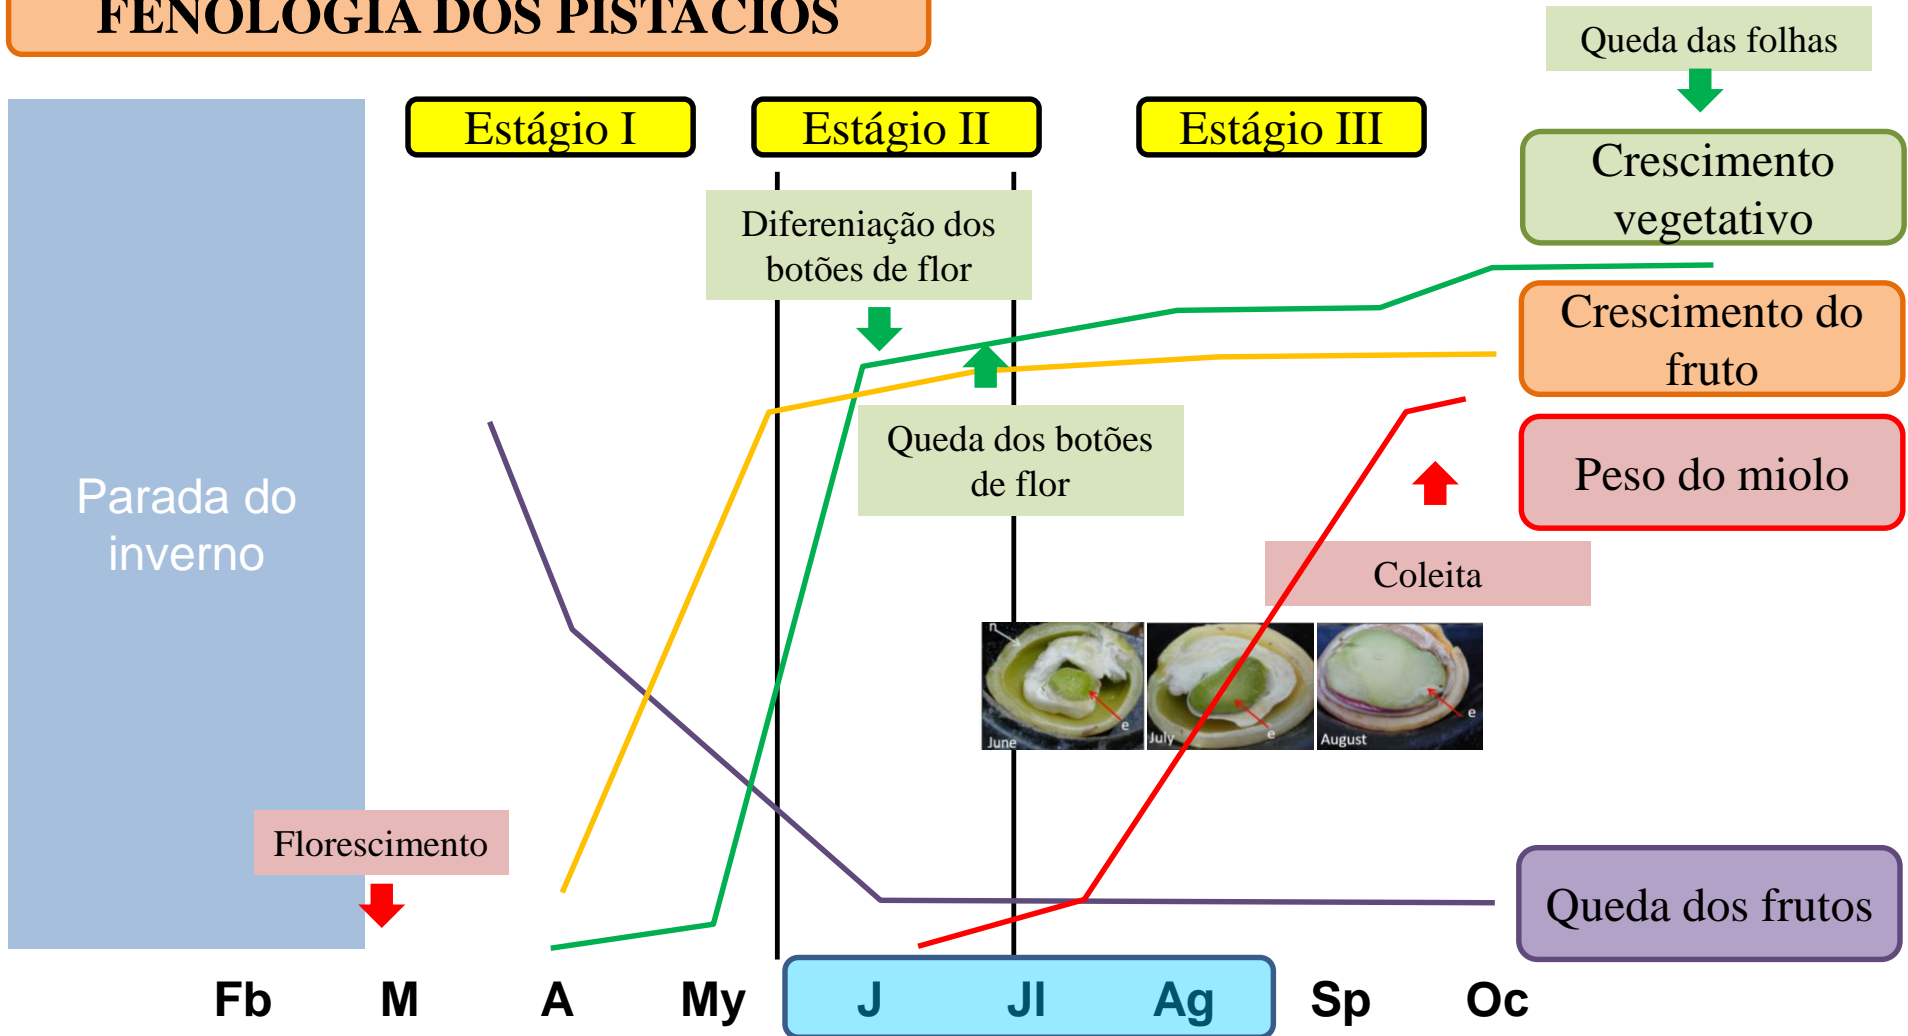 FENOLOGIA DOS PISTACIOS
Queda das folhas
Estágio I
Estágio II
Estágio III
Crescimento
vegetativo
Difereniação dos
botões de flor
Crescimento do
fruto
Queda dos botões
de flor
Peso do miolo
Parada do
inverno
Coleita
n
e
June
e
July
e
August
Florescimento
Queda dos frutos
Fb M A My J Jl Ag Sp Oc